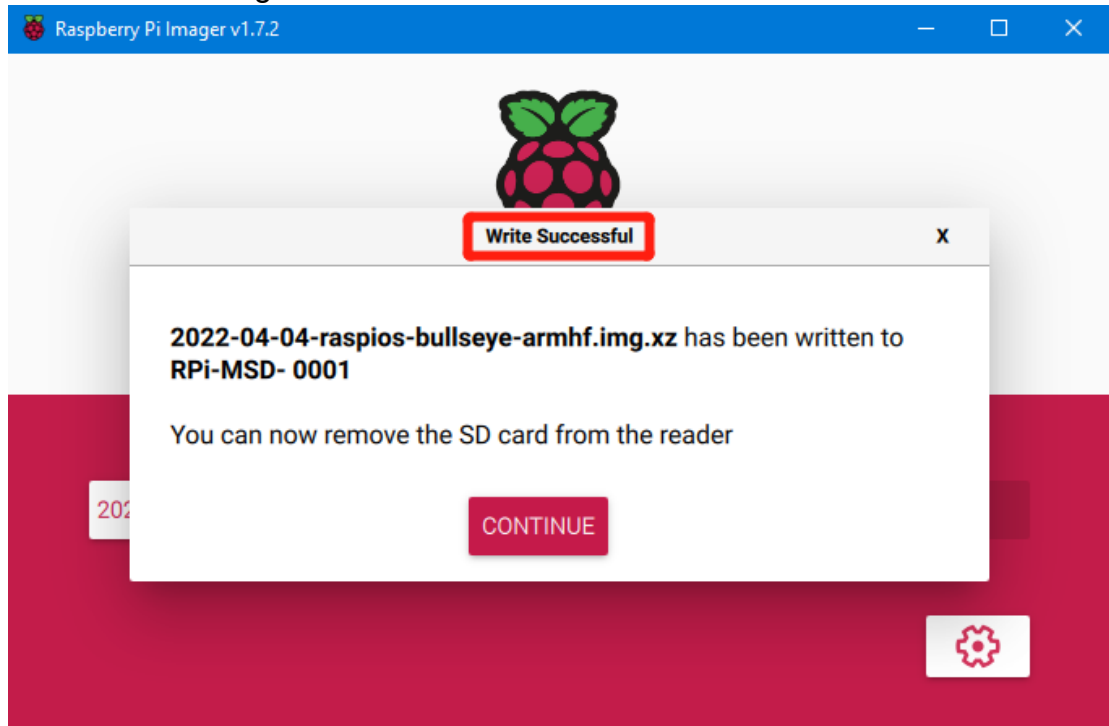 Raspberry Pi Imager v1.7.2
Write Successful
X
2022-04-04-raspios-bullseye-armhf.img.xz has been written to
RPi-MSD- 0001
You can now remove the SD card from the reader
202
CONTINUE